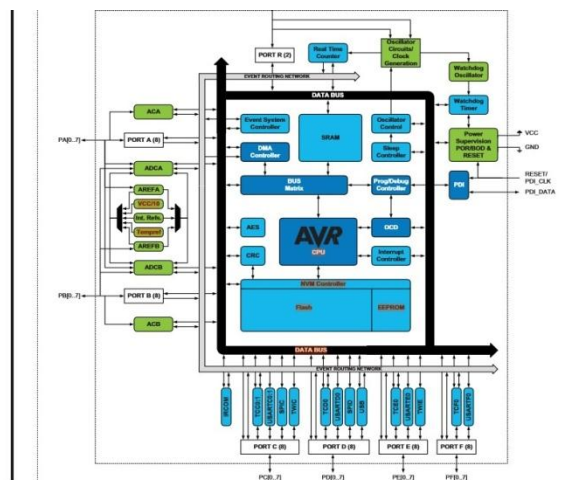 PORT R (2)
Real Time
Counter
Oscillator
Circuits/
Clock
Generation
Watchdog
Oscillator
EVENT ROUTING NETWORK
DATA BUS
Watchdog
Timer
ACA
Event System
Controller
SRAM
Oscillator
Control
Power
Supervision
POR/BOD &
RESET
VCC
GND
PA[0..7]
PORT A (8)
DMA
Controller
Sleep
Controller
ADCA
BUS
Matrix
Prog/Debug
Controller
PDI
RESET/
PDI_CLK
PDI_DATA
AREFA
VCC/10
Int. Refs.
Tempref
AREFB
AES
AVR
CPU
OCD
CRC
Interrupt
Controller
ADCB
NVM Controller
PB[0..7]
PORT B (8)
Flash
EEPROM
ACB
DATA BUS
EVENT ROUTING NETWORK
IRCOM
TCC0:1
USARTC0:1
SPIC
TWIC
TCD0
USARTD0
SPID
USB
TCE0
USARTE0
TWIE
TCF0
USARTF0
PORT C (8)
PORT D (8)
PORT E (8)
PORT F (8)
PC[0..7]
PD[0..7]
PE[0..7]
PF[0..7]